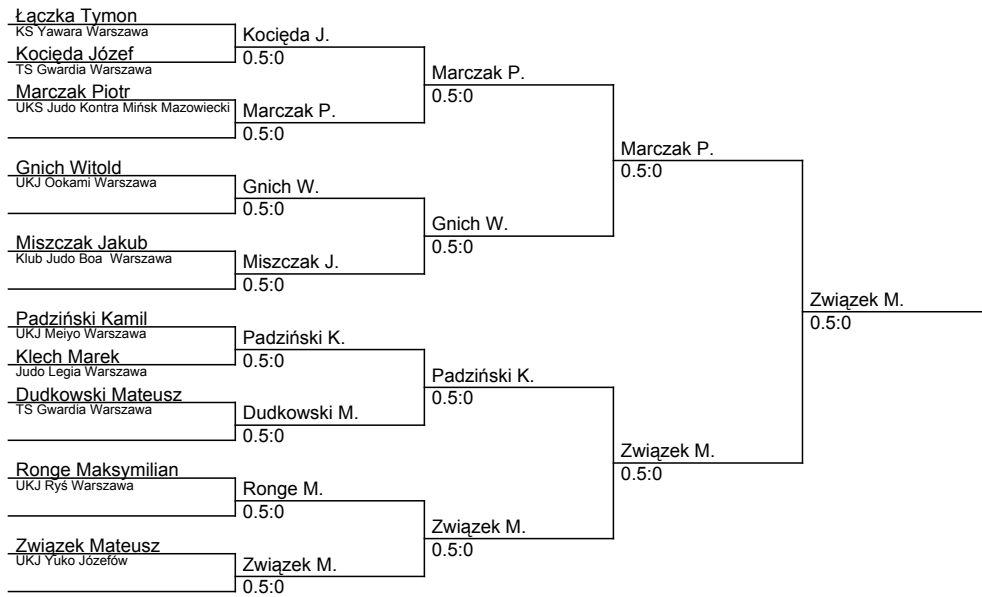 Łączka Tymon
KS Yawara Warszawa
Kocięda Józef
TS Gwardia Warszawa
Marczak Piotr
UKS Judo Kontra Mińsk Mazowiecki
Gnich Witold
UKJ Ookami Warszawa
Miszczak Jakub
Klub Judo Boa  Warszawa
Padziński Kamil
UKJ Meiyo Warszawa
Klech Marek
Judo Legia Warszawa
Dudkowski Mateusz
TS Gwardia Warszawa
Ronge Maksymilian
UKJ Ryś Warszawa
Związek Mateusz
UKJ Yuko Józefów
Kocięda J.
0.5:0
Marczak P.
0.5:0
Gnich W.
0.5:0
Miszczak J.
0.5:0
Padziński K.
0.5:0
Dudkowski M.
0.5:0
Ronge M.
0.5:0
Związek M.
0.5:0
Marczak P.
0.5:0
Gnich W.
0.5:0
Padziński K.
0.5:0
Związek M.
0.5:0
Marczak P.
0.5:0
Związek M.
0.5:0
Związek M.
0.5:0